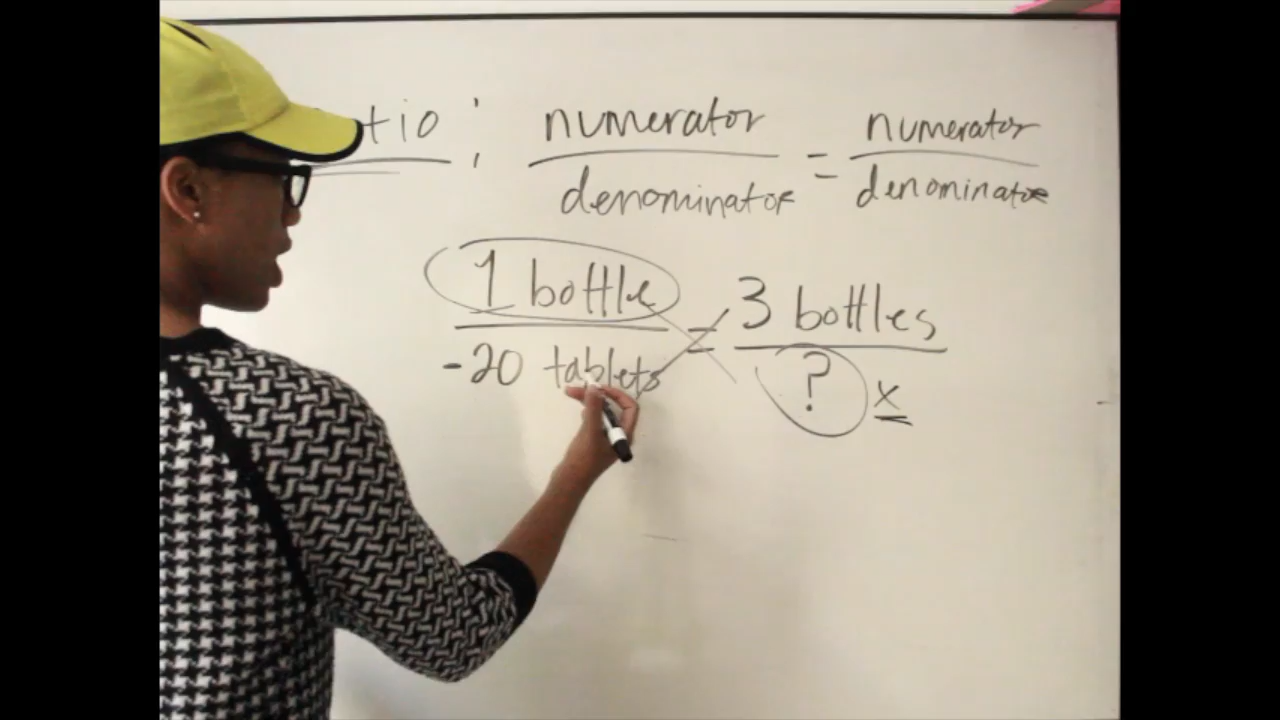 tio : numerator = numerator
denominator denominator
1 bottle = 3 bottles
-20 tablets ? x